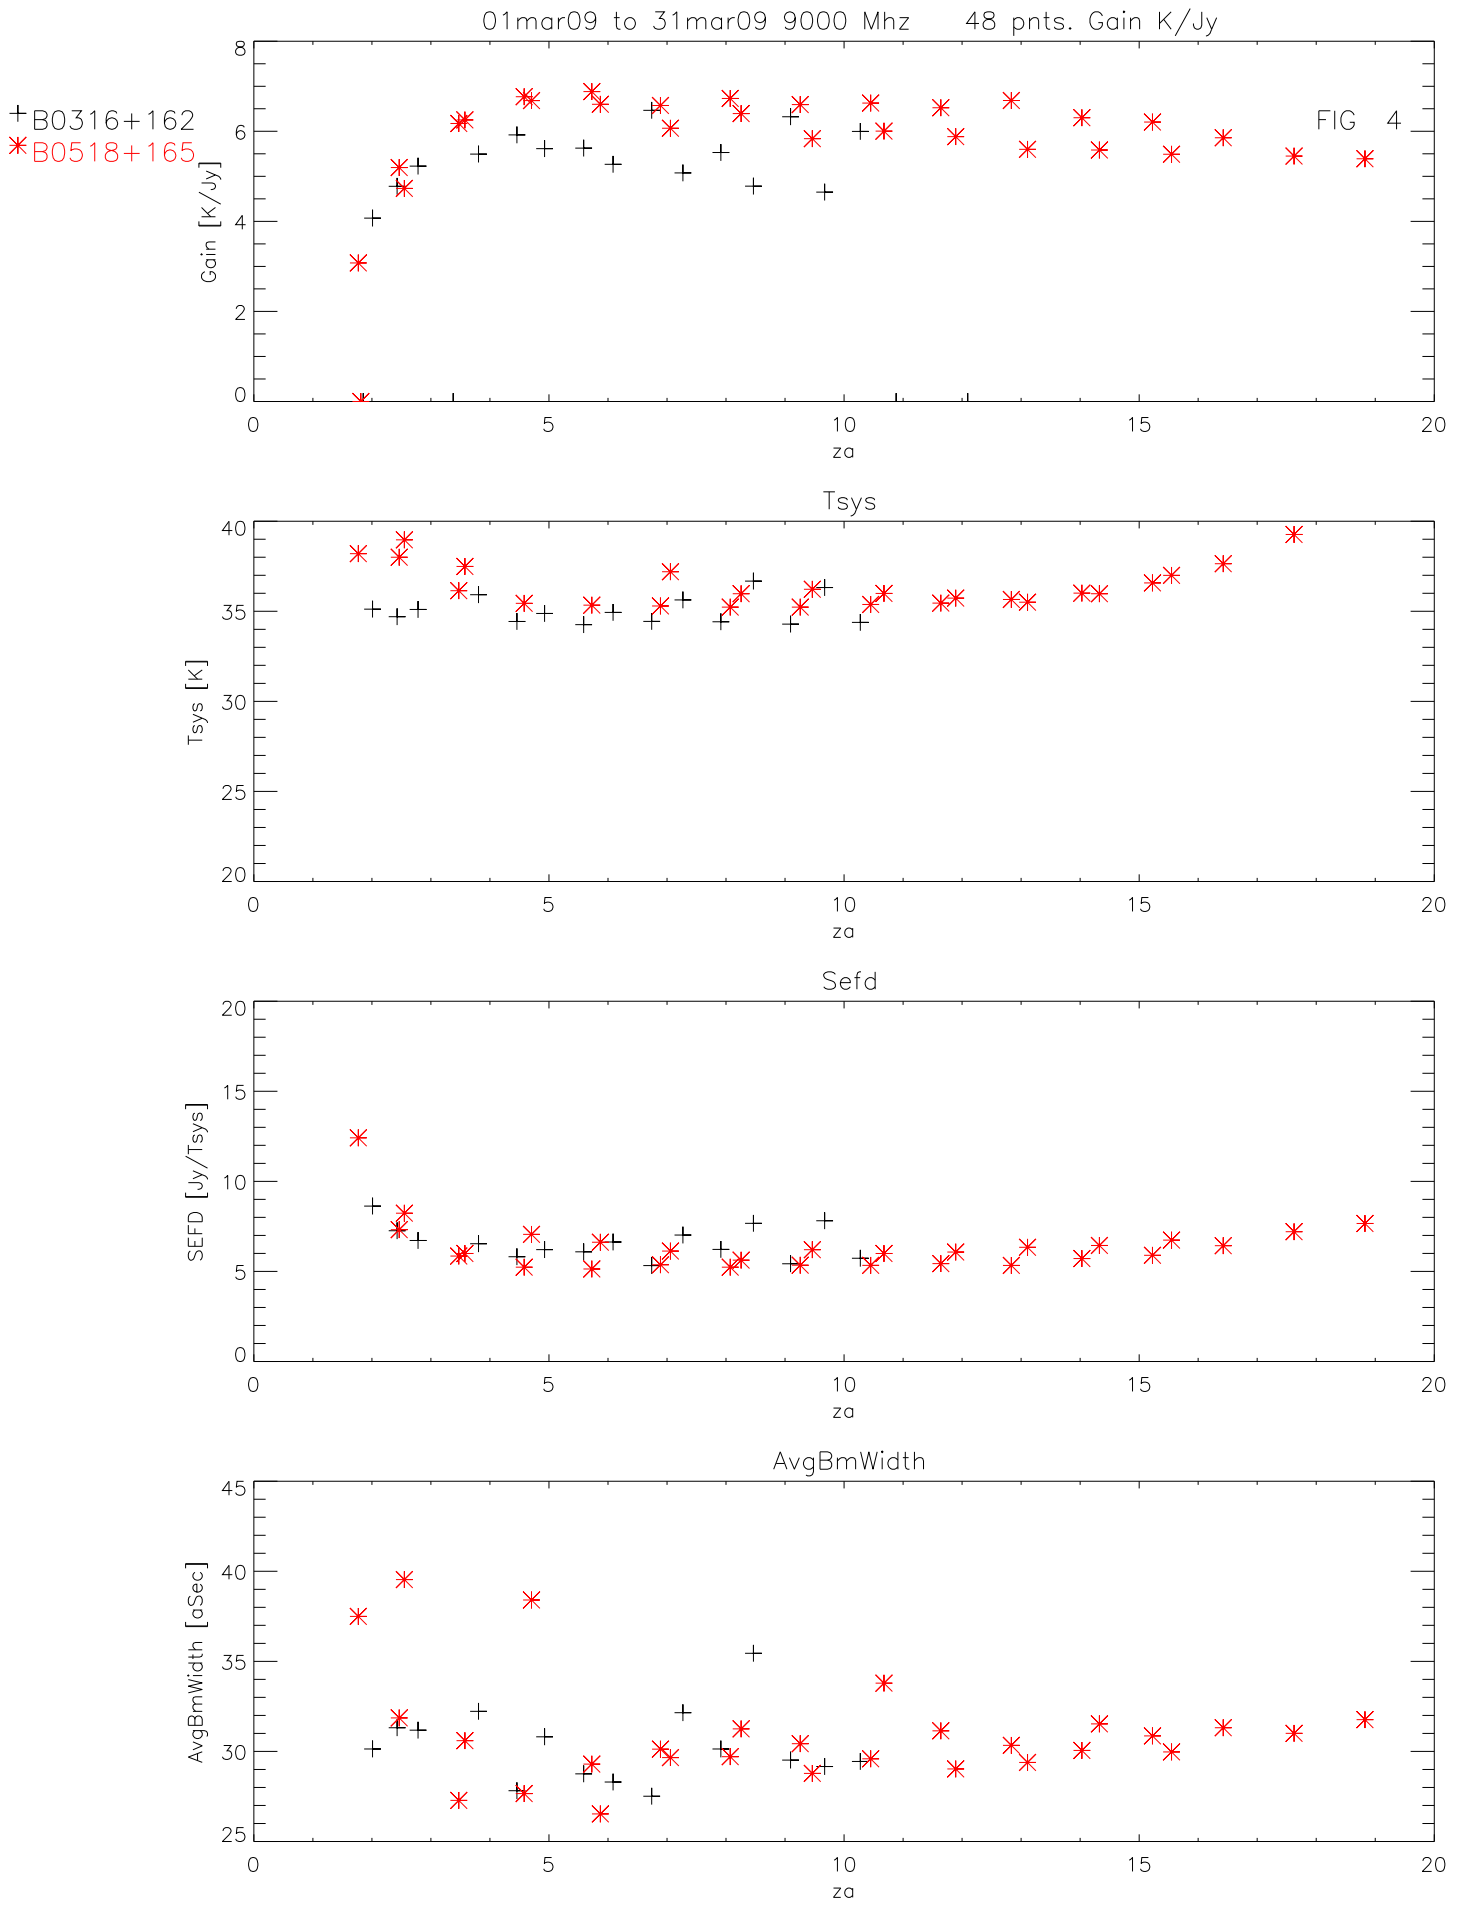 01mar09 to 31mar09 9000 Mhz 48 pnts. Gain K/Jy
B0316+162
B0518+165
FIG 4
Gain [K/Jy]
8
6
4
2
0
0 5 10 15 20
za
Tsys
Tsys [K]
40
35
30
25
20
0 5 10 15 20
za
Sefd
SEFD [Jy/Tsys]
20
15
10
5
0
0 5 10 15 20
za
AvgBmWidth
AvgBmWidth [aSec]
45
40
35
30
25
0 5 10 15 20
za